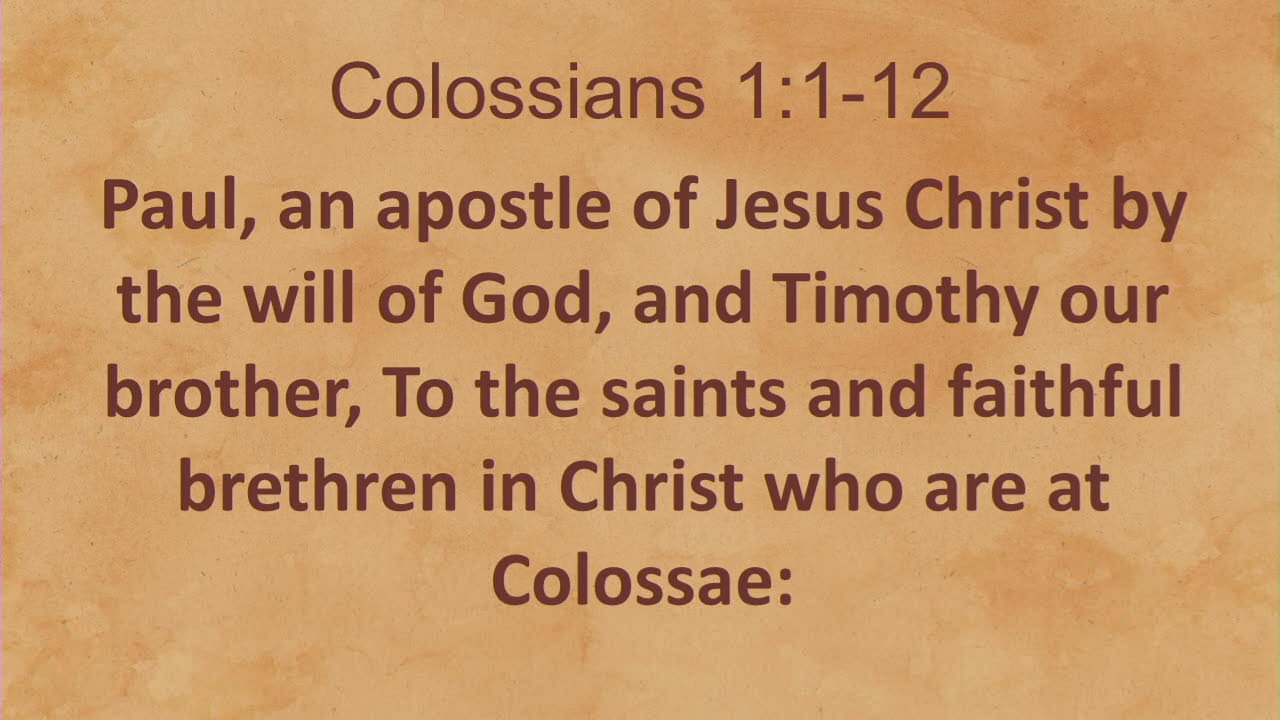 Colossians 1:1-12
Paul, an apostle of Jesus Christ by
the will of God, and Timothy our
brother, To the saints and faithful
brethren in Christ who are at
Colossae: